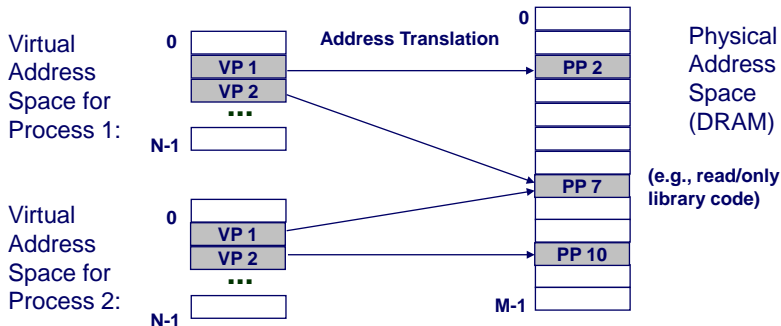 Virtual
Address
Space for
Process 1:
0
VP 1
VP 2
...
N-1
Address Translation
Virtual
Address
Space for
Process 2:
0
VP 1
VP 2
...
N-1
0
PP 2
PP 7
PP 10
M-1
Physical
Address
Space
(DRAM)
(e.g., read/only
library code)